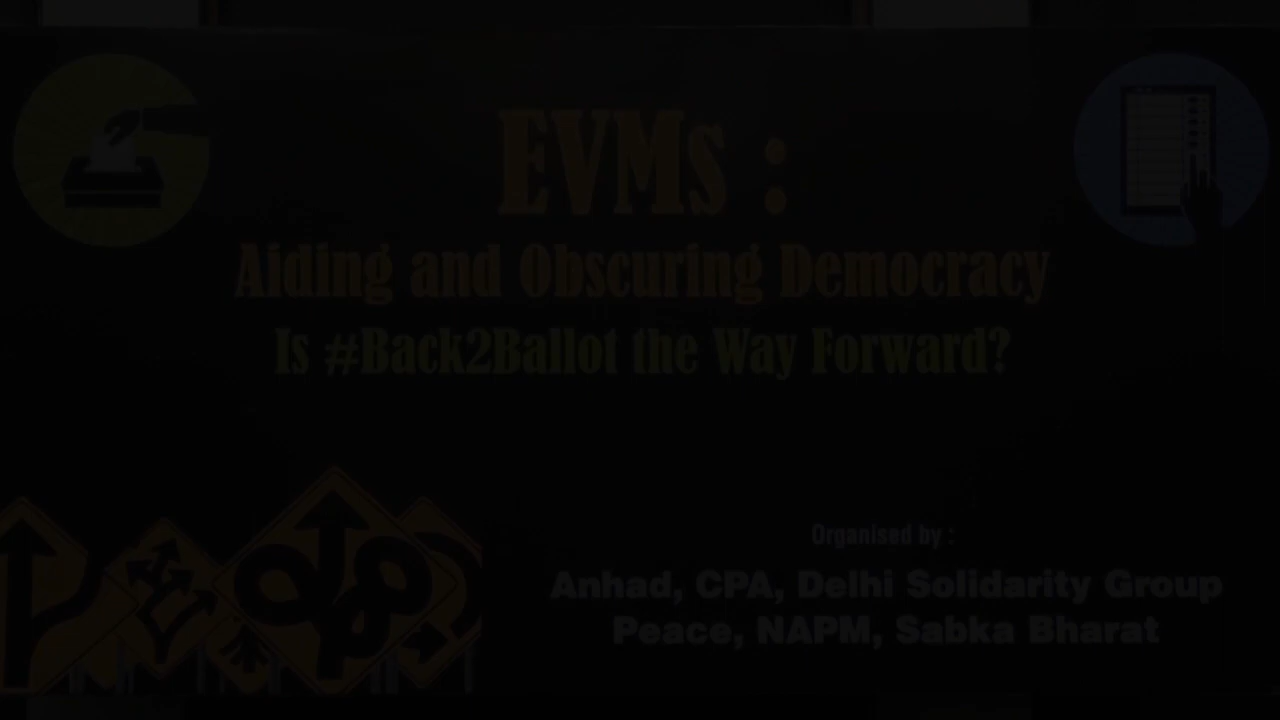 EVMs :
Aiding and Obscuring Democracy
Is #Back2Ballot the Way Forward?
Organised by :
Anhad, CPA, Delhi Solidarity Group
Peace, NAPM, Sabka Bharat